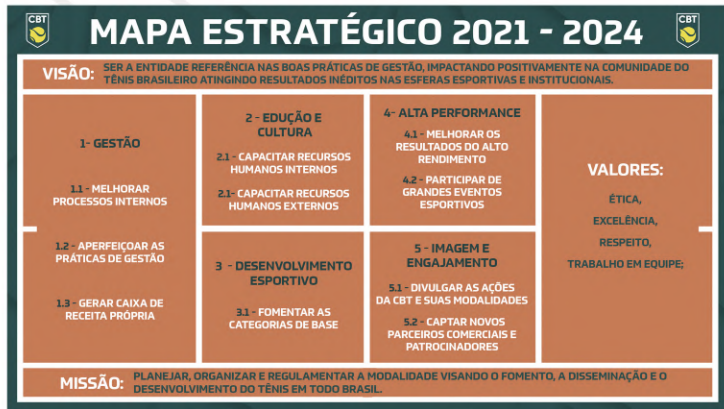 CBT
MAPA ESTRATÉGICO 2021 - 2024
CBT
VISÃO:
SER A ENTIDADE REFERÊNCIA NAS BOAS PRÁTICAS DE GESTÃO, IMPACTANDO POSITIVAMENTE NA COMUNIDADE DO
TÊNIS BRASILEIRO ATINGINDO RESULTADOS INÉDITOS NAS ESFERAS ESPORTIVAS E INSTITUCIONAIS.
1- GESTÃO
1.1 - MELHORAR
PROCESSOS INTERNOS
1.2 - APERFEIÇOAR AS
PRÁTICAS DE GESTÃO
1.3 - GERAR CAIXA DE
RECEITA PRÓPRIA
2 - EDUÇÃO E
CULTURA
2.1 - CAPACITAR RECURSOS
HUMANOS INTERNOS
2.1- CAPACITAR RECURSOS
HUMANOS EXTERNOS
3 - DESENVOLVIMENTO
ESPORTIVO
3.1 - FOMENTAR AS
CATEGORIAS DE BASE
4- ALTA PERFORMANCE
4.1 - MELHORAR OS
RESULTADOS DO ALTO
RENDIMENTO
4.2 - PARTICIPAR DE
GRANDES EVENTOS
ESPORTIVOS
5 - IMAGEM E
ENGAJAMENTO
5.1 - DIVULGAR AS AÇÕES
DA CBT E SUAS MODALIDADES
5.2 - CAPTAR NOVOS
PARCEIROS COMERCIAIS E
PATROCINADORES
VALORES:
ÉTICA,
EXCELÊNCIA,
RESPEITO,
TRABALHO EM EQUIPE;
MISSÃO:
PLANEJAR, ORGANIZAR E REGULAMENTAR A MODALIDADE VISANDO O FOMENTO, A DISSEMINAÇÃO E O
DESENVOLVIMENTO DO TÊNIS EM TODO BRASIL.